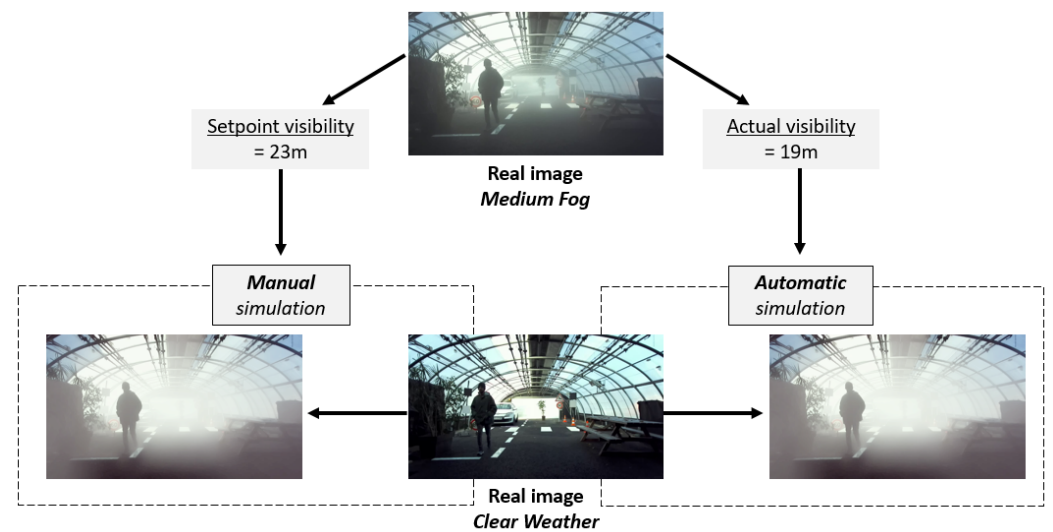 Setpoint visibility
= 23m
Actual visibility
= 19m
Real image
Medium Fog
Manual
simulation
Automatic
simulation
Real image
Clear Weather